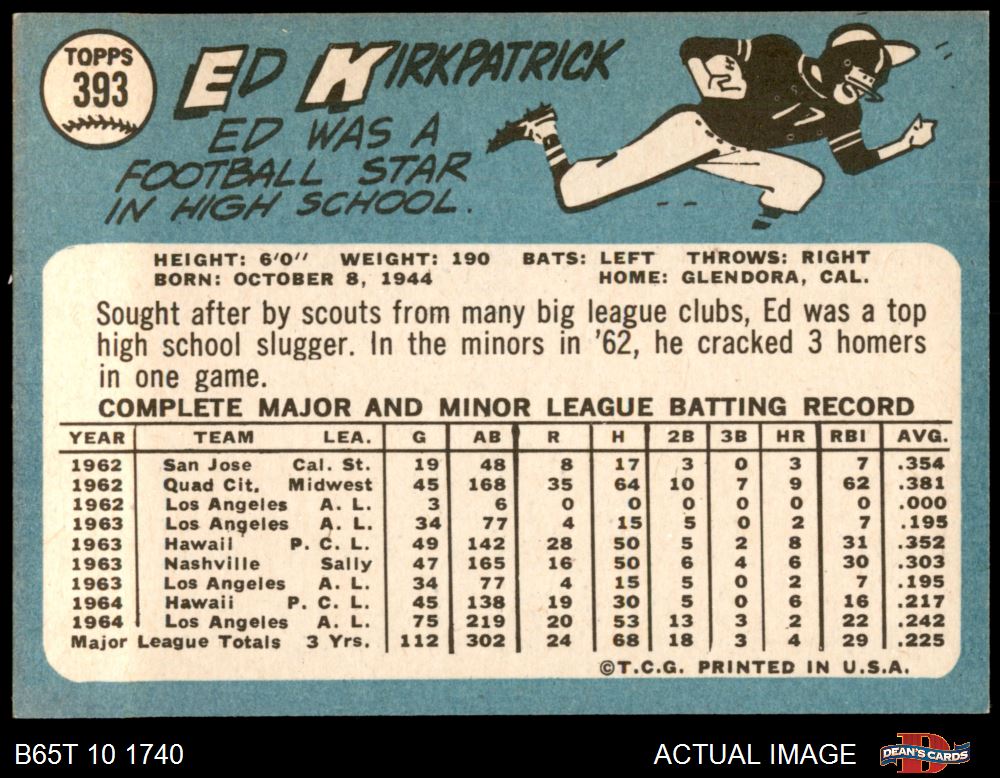 TOPPS
393
ED KIRKPATRICK
ED WAS A
FOOTBALL STAR
IN HIGH SCHOOL.
HEIGHT: 6'0" WEIGHT: 190 BATS: LEFT THROWS: RIGHT
BORN: OCTOBER 8, 1944 HOME: GLENDORA, CAL.
Sought after by scouts from many big league clubs, Ed was a top
high school slugger. In the minors in '62, he cracked 3 homers
in one game.
COMPLETE MAJOR AND MINOR LEAGUE BATTING RECORD
YEAR TEAM LEA. G AB R H 2B 3B HR RBI AVG.
1962 San Jose Cal. St. 19 48 8 17 3 0 3 7 .354
1962 Quad Cit. Midwest 45 168 35 64 10 7 9 62 .381
1962 Los Angeles A. L. 3 6 0 0 0 0 0 0 .000
1963 Los Angeles A. L. 34 77 4 15 5 0 2 7 .195
1963 Hawaii P. C. L. 49 142 28 50 5 2 8 31 .352
1963 Nashville Sally 47 165 16 50 6 4 6 30 .303
1963 Los Angeles A. L. 34 77 4 15 5 0 2 7 .195
1964 Hawaii P. C. L. 45 138 19 30 5 0 6 16 .217
1964 Los Angeles A. L. 75 219 20 53 13 3 2 22 .242
Major League Totals 3 Yrs. 112 302 24 68 18 3 4 29 .225
©T.C.G. PRINTED IN U.S.A.
B65T 10 1740 ACTUAL IMAGE DEAN'S CARDS